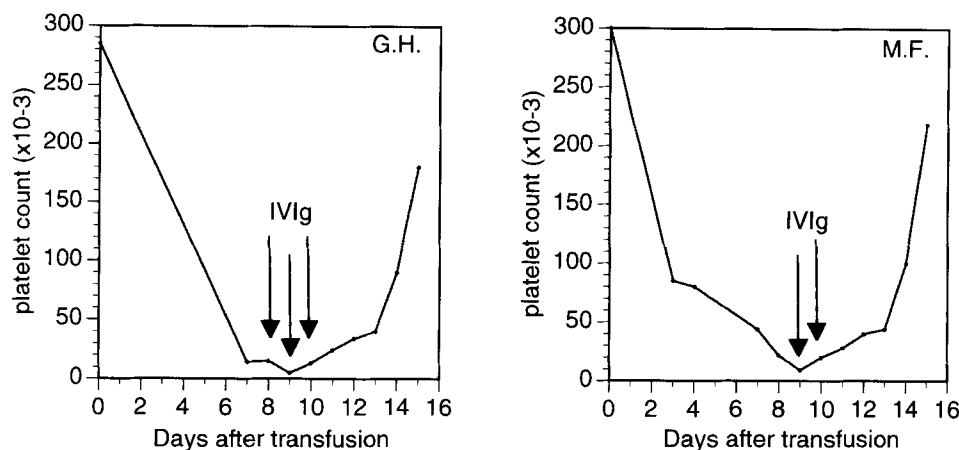 G.H.
platelet count (x10-3)
300
250
200
150
100
50
0
IVIg
0 2 4 6 8 10 12 14 16
Days after transfusion
M.F.
platelet count (x10-3)
300
250
200
150
100
50
0
IVIg
0 2 4 6 8 10 12 14 16
Days after transfusion